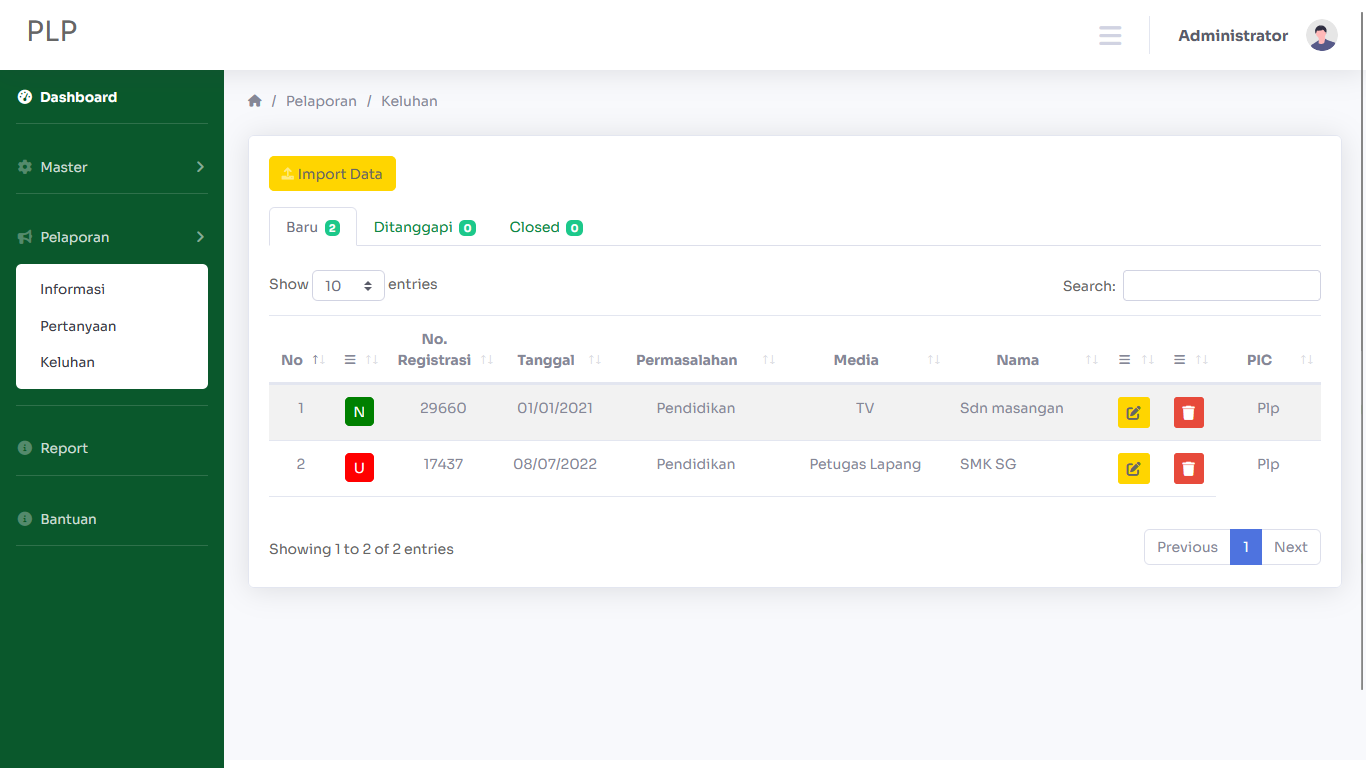 PLP
Administrator
Dashboard
Master
Pelaporan
Informasi
Pertanyaan
Keluhan
Report
Bantuan
/ Pelaporan / Keluhan
Import Data
Baru 2 Ditanggapi 0 Closed 0
Show 10 entries
Search:
No No. Registrasi Tanggal Permasalahan Media Nama PIC
1 N 29660 01/01/2021 Pendidikan TV Sdn masangan Plp
2 U 17437 08/07/2022 Pendidikan Petugas Lapang SMK SG Plp
Showing 1 to 2 of 2 entries
Previous 1 Next